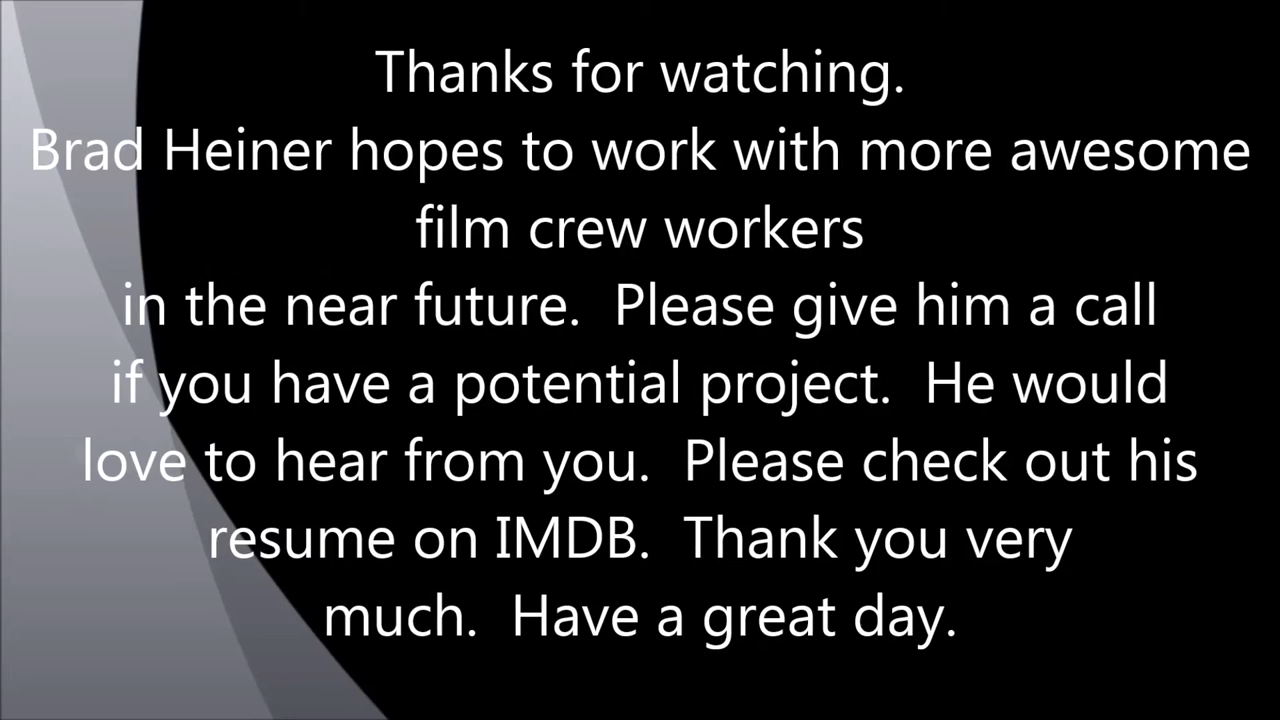 Thanks for watching.
Brad Heiner hopes to work with more awesome
film crew workers
in the near future.  Please give him a call
if you have a potential project.  He would
love to hear from you.  Please check out his
resume on IMDB.  Thank you very
much.  Have a great day.